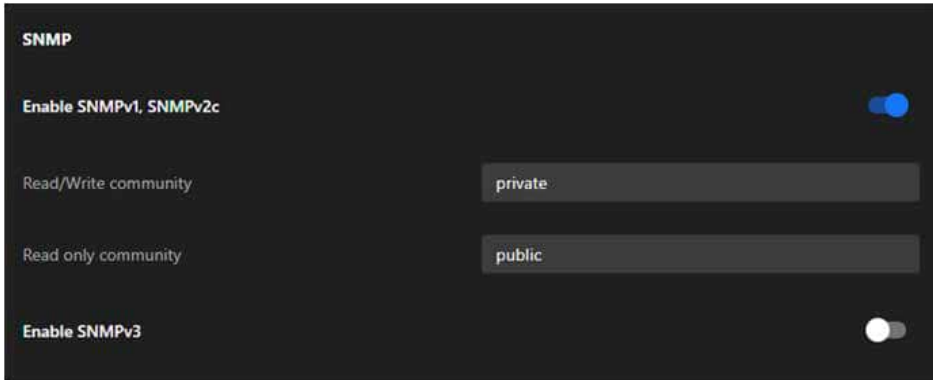 SNMP
Enable SNMPv1, SNMPv2c
Read/Write community private
Read only community public
Enable SNMPv3